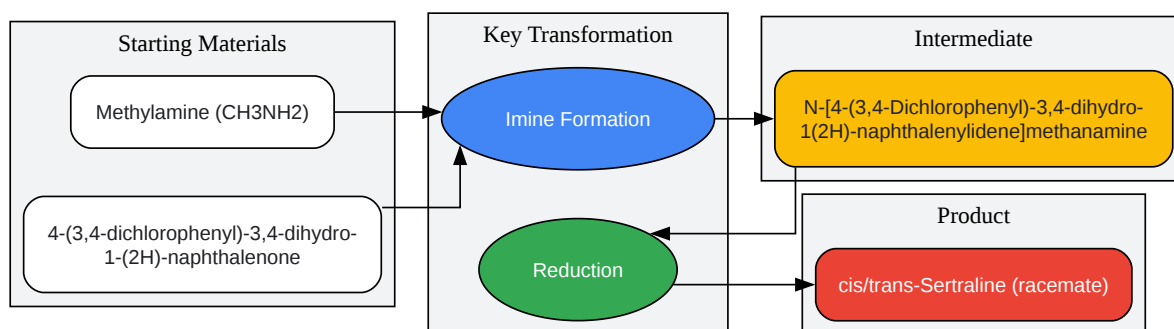 Starting Materials
Methylamine (CH3NH2)
4-(3,4-dichlorophenyl)-3,4-dihydro-
1-(2H)-naphthalenone
Key Transformation
Imine Formation
Reduction
Intermediate
N-[4-(3,4-Dichlorophenyl)-3,4-dihydro-
1(2H)-naphthalenylidene]methanamine
Product
cis/trans-Sertraline (racemate)